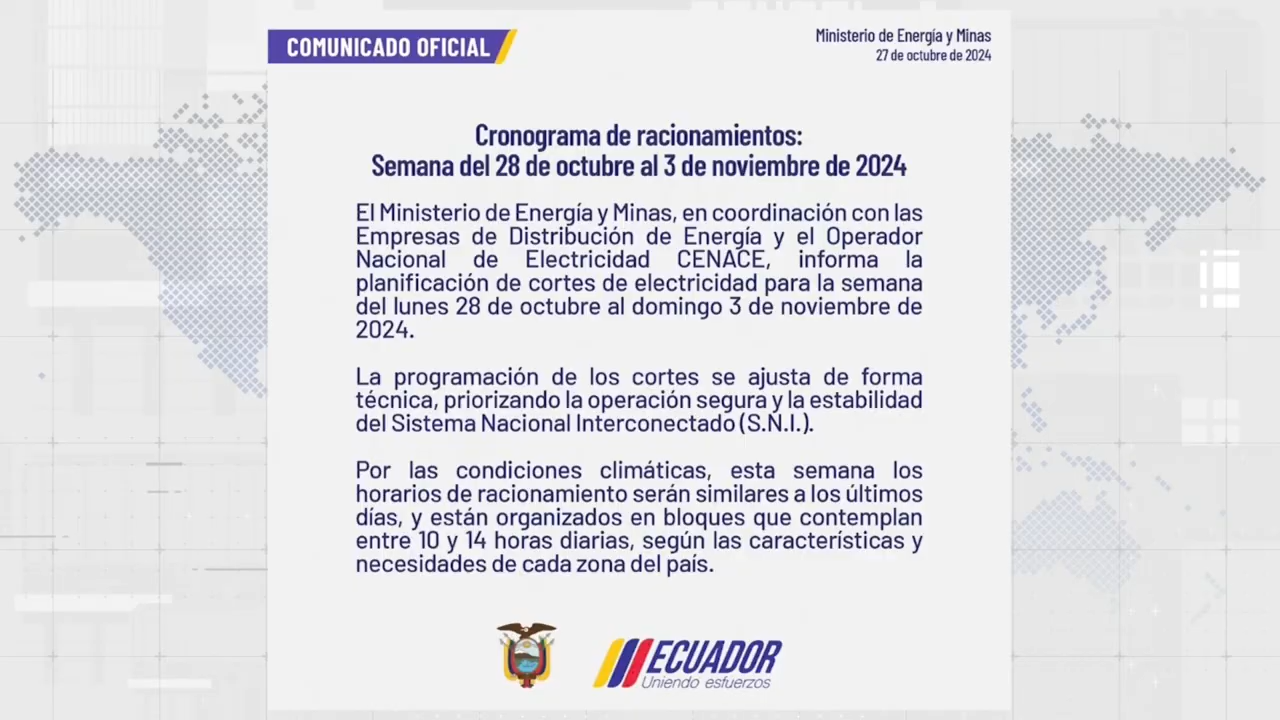 COMUNICADO OFICIAL
Ministerio de Energía y Minas
27 de octubre de 2024
Cronograma de racionamientos:
Semana del 28 de octubre al 3 de noviembre de 2024
El Ministerio de Energía y Minas, en coordinación con las
Empresas de Distribución de Energía y el Operador
Nacional de Electricidad CENACE, informa la
planificación de cortes de electricidad para la semana
del lunes 28 de octubre al domingo 3 de noviembre de
2024.
La programación de los cortes se ajusta de forma
técnica, priorizando la operación segura y la estabilidad
del Sistema Nacional Interconectado (S.N.I.).
Por las condiciones climáticas, esta semana los
horarios de racionamiento serán similares a los últimos
días, y están organizados en bloques que contemplan
entre 10 y 14 horas diarias, según las características y
necesidades de cada zona del país.
ECUADOR
Uniendo esfuerzos